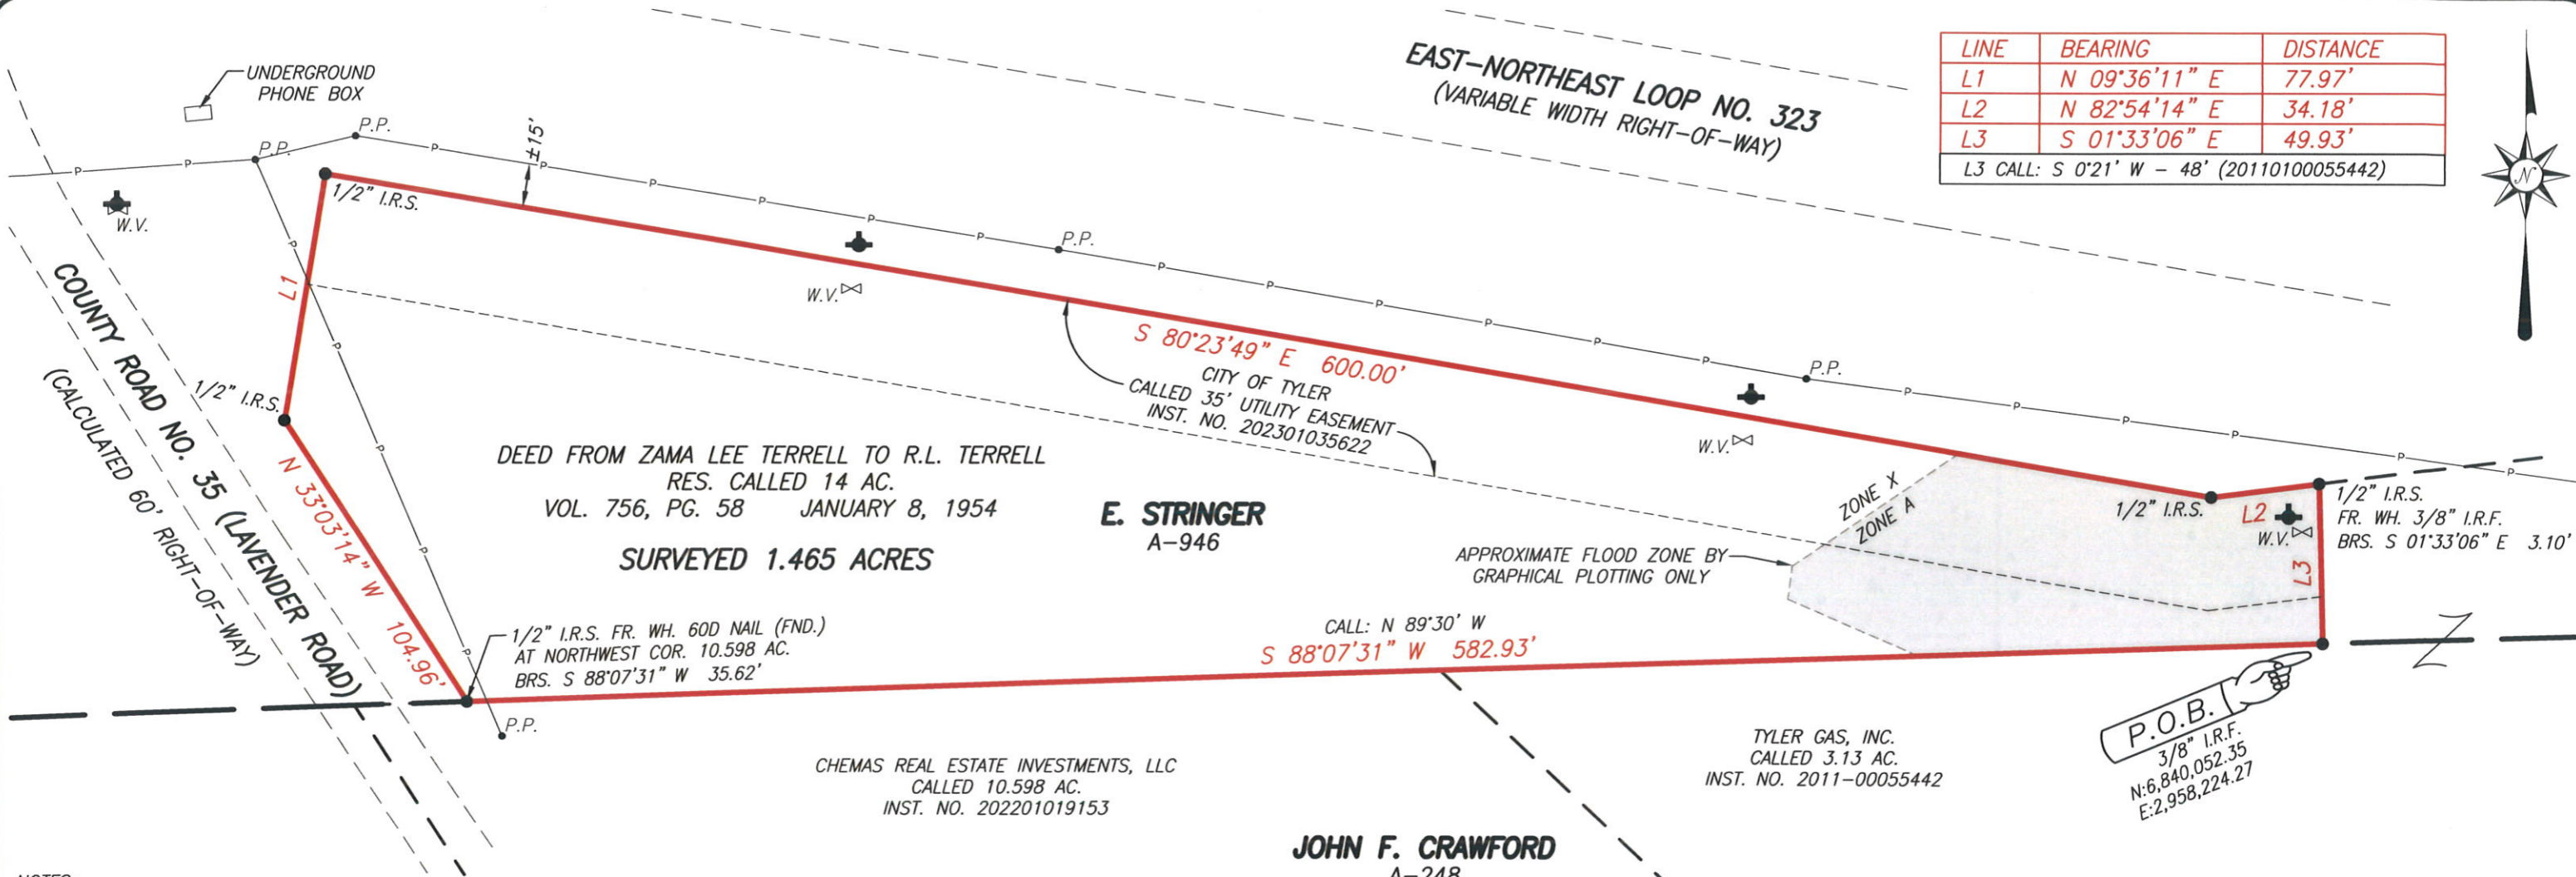 UNDERGROUND
PHONE BOX
P.P.
P.P.
±15'
EAST-NORTHEAST LOOP NO. 323
(VARIABLE WIDTH RIGHT-OF-WAY)
LINE BEARING DISTANCE
L1 N 09°36'11" E 77.97'
L2 N 82°54'14" E 34.18'
L3 S 01°33'06" E 49.93'
L3 CALL: S 0°21' W - 48' (20110100055442)
N
W.V.
1/2" I.R.S.
P.P.
W.V.
L1
1/2" I.R.S.
COUNTY ROAD NO. 35 (LAVENDER ROAD)
(CALCULATED 60' RIGHT-OF-WAY)
N 33°03'14" W 104.96'
S 80°23'49" E 600.00'
CITY OF TYLER
CALLED 35' UTILITY EASEMENT
INST. NO. 202301035622
P.P.
W.V.
DEED FROM ZAMA LEE TERRELL TO R.L. TERRELL
RES. CALLED 14 AC.
VOL. 756, PG. 58 JANUARY 8, 1954
SURVEYED 1.465 ACRES
E. STRINGER
A-946
ZONE X
ZONE A
APPROXIMATE FLOOD ZONE BY
GRAPHICAL PLOTTING ONLY
1/2" I.R.S.
L2
W.V.
L3
1/2" I.R.S.
FR. WH. 3/8" I.R.F.
BRS. S 01°33'06" E 3.10'
1/2" I.R.S. FR. WH. 60D NAIL (FND.)
AT NORTHWEST COR. 10.598 AC.
BRS. S 88°07'31" W 35.62'
CALL: N 89°30' W
S 88°07'31" W 582.93'
P.P.
P.O.B.
3/8" I.R.F.
N:6,840,052.35
E:2,958,224.27
CHEMAS REAL ESTATE INVESTMENTS, LLC
CALLED 10.598 AC.
INST. NO. 202201019153
TYLER GAS, INC.
CALLED 3.13 AC.
INST. NO. 2011-00055442
JOHN F. CRAWFORD
A-248
NOTES